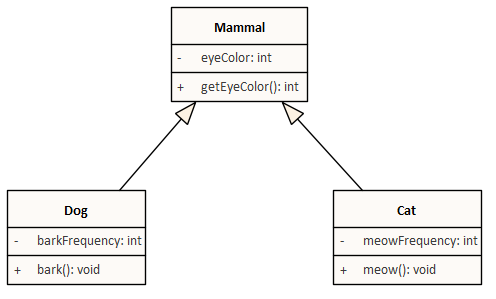 Mammal
- eyeColor: int
+ getEyeColor(): int
Dog
- barkFrequency: int
+ bark(): void
Cat
- meowFrequency: int
+ meow(): void